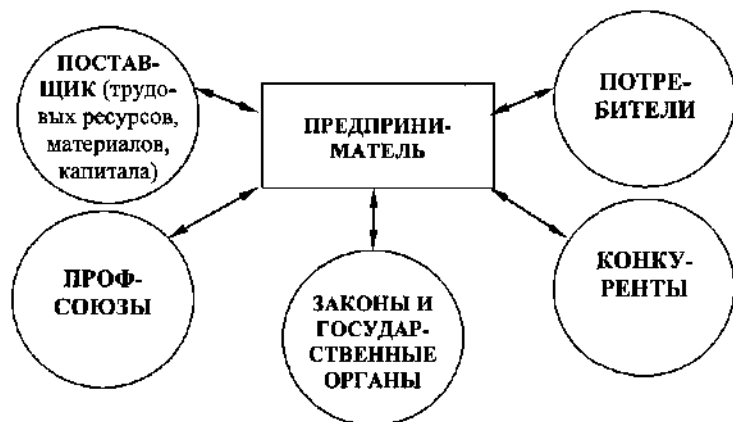 ПОСТАВ-
ЩИК (трудо-
вых ресурсов,
материалов,
капитала)
ПРЕДПРИНИ-
МАТЕЛЬ
ПОТРЕ-
БИТЕЛИ
ПРОФ-
СОЮЗЫ
ЗАКОНЫ И
ГОСУДАР-
СТВЕННЫЕ
ОРГАНЫ
КОНКУ-
РЕНТЫ